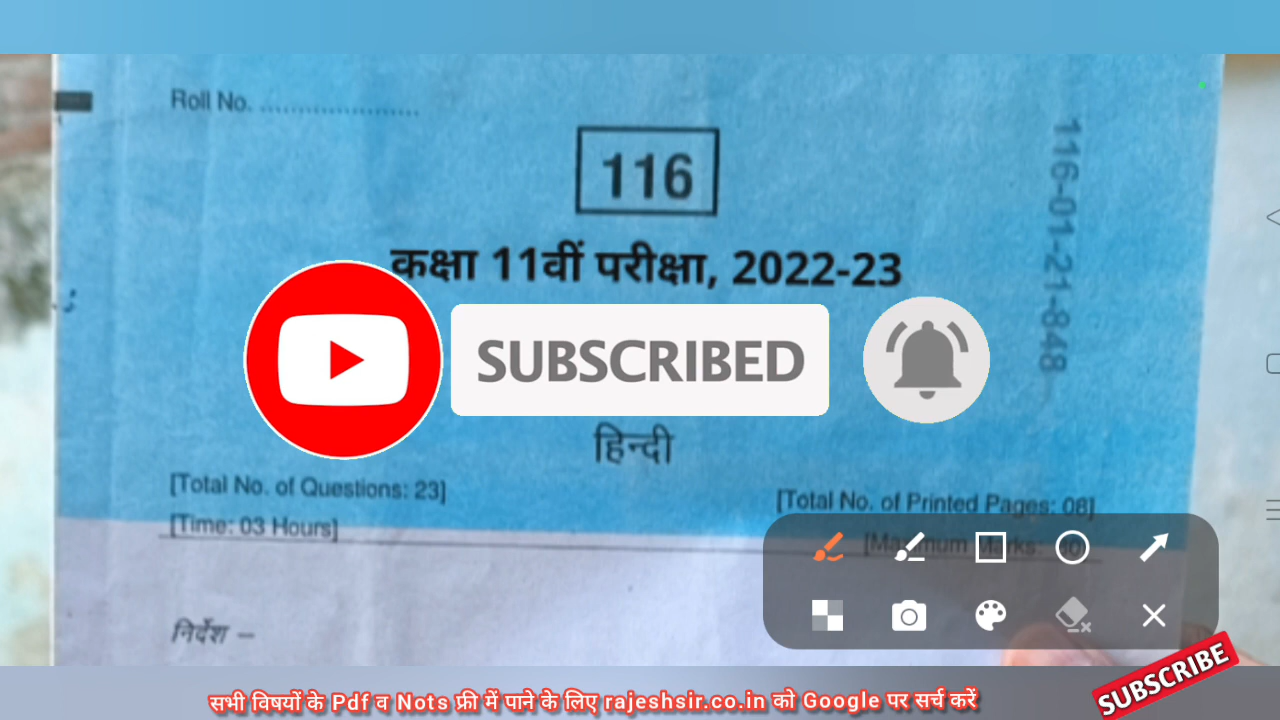 Roll No. ........................
116
116-01-21-848
कक्षा 11वीं परीक्षा, 2022-23
SUBSCRIBED
हिन्दी
[Total No. of Questions: 23]
[Total No. of Printed Pages: 08]
[Time: 03 Hours]
[Maximum Marks:
निर्देश –
SUBSCRIBE
सभी विषयों के Pdf व Nots फ्री में पाने के लिए rajeshsir.co.in को Google पर सर्च करें